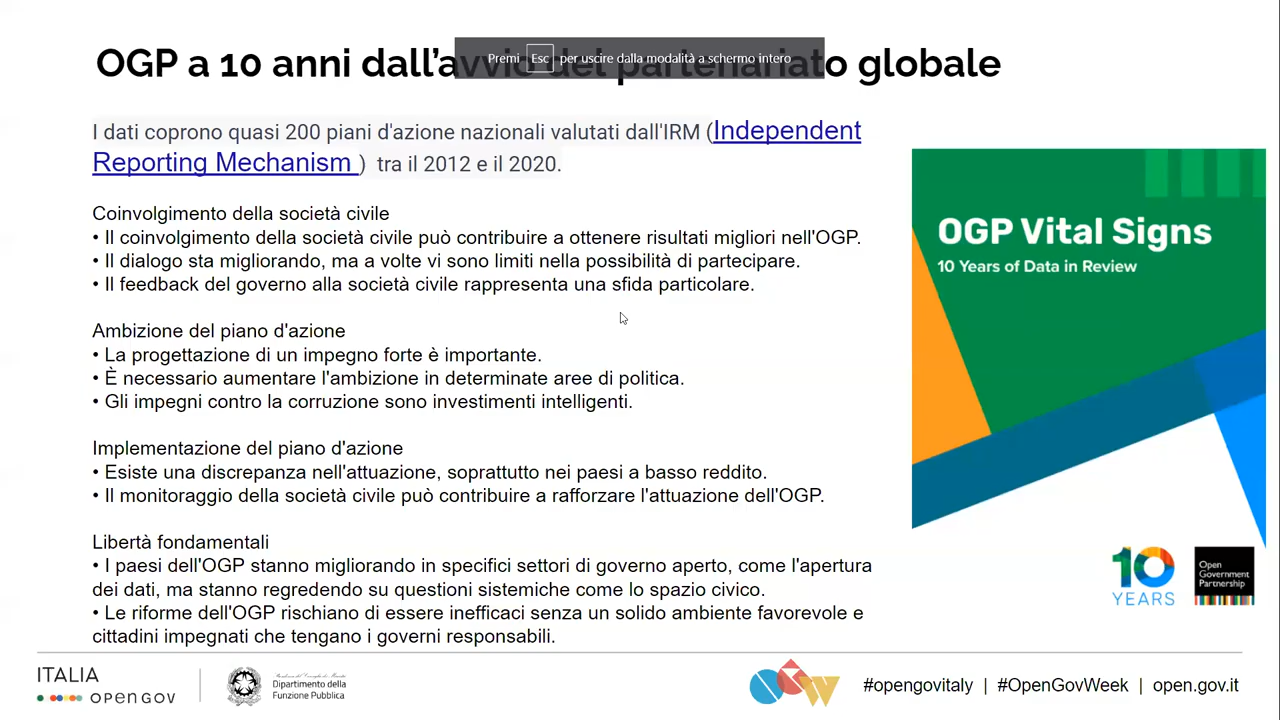 OGP a 10 anni dall'avvio del partenariato globale
Premi Esc per uscire dalla modalità a schermo intero
I dati coprono quasi 200 piani d'azione nazionali valutati dall'IRM (Independent
Reporting Mechanism ) tra il 2012 e il 2020.
Coinvolgimento della società civile
• Il coinvolgimento della società civile può contribuire a ottenere risultati migliori nell'OGP.
• Il dialogo sta migliorando, ma a volte vi sono limiti nella possibilità di partecipare.
• Il feedback del governo alla società civile rappresenta una sfida particolare.
Ambizione del piano d'azione
• La progettazione di un impegno forte è importante.
• È necessario aumentare l'ambizione in determinate aree di politica.
• Gli impegni contro la corruzione sono investimenti intelligenti.
Implementazione del piano d'azione
• Esiste una discrepanza nell'attuazione, soprattutto nei paesi a basso reddito.
• Il monitoraggio della società civile può contribuire a rafforzare l'attuazione dell'OGP.
Libertà fondamentali
• I paesi dell'OGP stanno migliorando in specifici settori di governo aperto, come l'apertura
dei dati, ma stanno regredendo su questioni sistemiche come lo spazio civico.
• Le riforme dell'OGP rischiano di essere inefficaci senza un solido ambiente favorevole e
cittadini impegnati che tengano i governi responsabili.
OGP Vital Signs
10 Years of Data in Review
10
YEARS
Open
Government
Partnership
ITALIA
open gov
Dipartimento della
Funzione Pubblica
OGW
#opengovitaly | #OpenGovWeek | open.gov.it